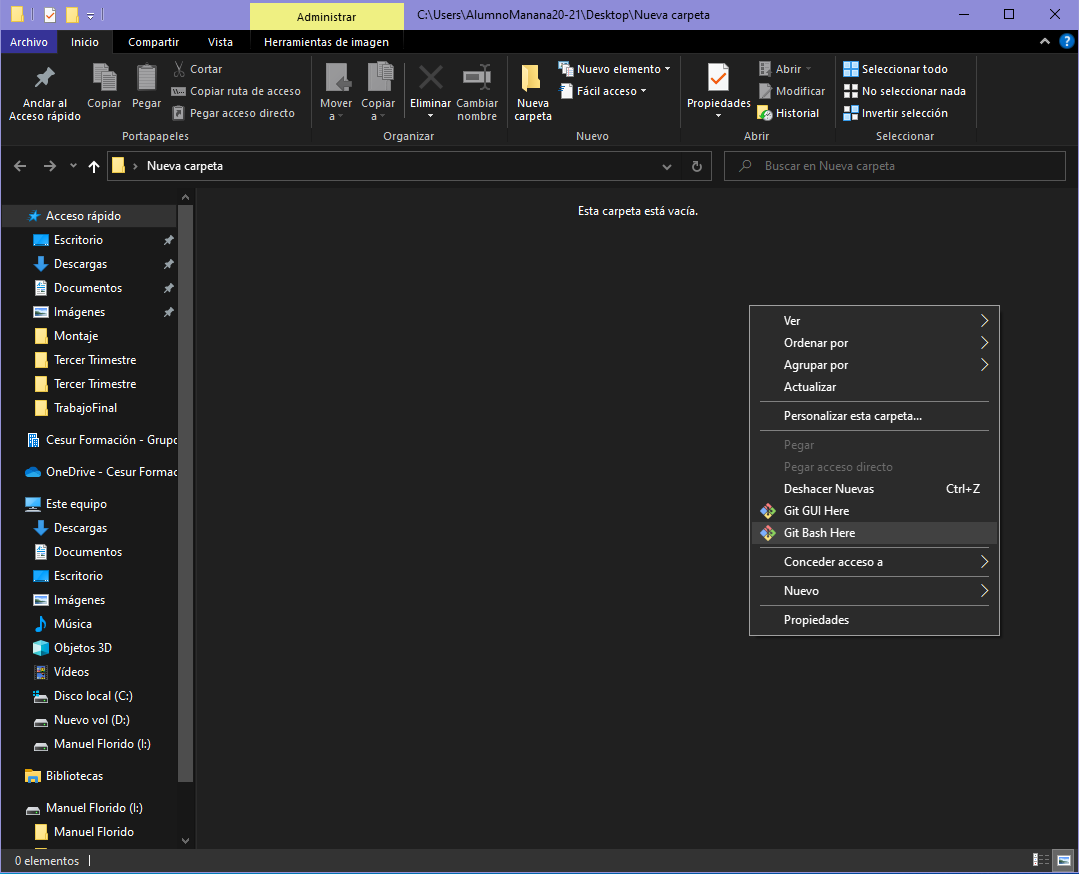 Administrar
C:\Users\AlumnoManana20-21\Desktop\Nueva carpeta
Archivo
Inicio
Compartir
Vista
Herramientas de imagen
Anclar al
Acceso rápido
Copiar
Pegar
Cortar
Copiar ruta de acceso
Pegar acceso directo
Portapapeles
Mover
a
Copiar
a
Eliminar
Cambiar
nombre
Organizar
Nueva
carpeta
Nuevo elemento
Fácil acceso
Nuevo
Propiedades
Abrir
Modificar
Historial
Abrir
Seleccionar todo
No seleccionar nada
Invertir selección
Seleccionar
Nueva carpeta
Buscar en Nueva carpeta
Acceso rápido
Escritorio
Descargas
Documentos
Imágenes
Montaje
Tercer Trimestre
Tercer Trimestre
TrabajoFinal
Cesur Formación - Grupo
OneDrive - Cesur Formac
Este equipo
Descargas
Documentos
Escritorio
Imágenes
Música
Objetos 3D
Vídeos
Disco local (C:)
Nuevo vol (D:)
Manuel Florido (I:)
Bibliotecas
Manuel Florido (I:)
Manuel Florido
Esta carpeta está vacía.
Ver
Ordenar por
Agrupar por
Actualizar
Personalizar esta carpeta...
Pegar
Pegar acceso directo
Deshacer Nuevas Ctrl+Z
Git GUI Here
Git Bash Here
Conceder acceso a
Nuevo
Propiedades
0 elementos